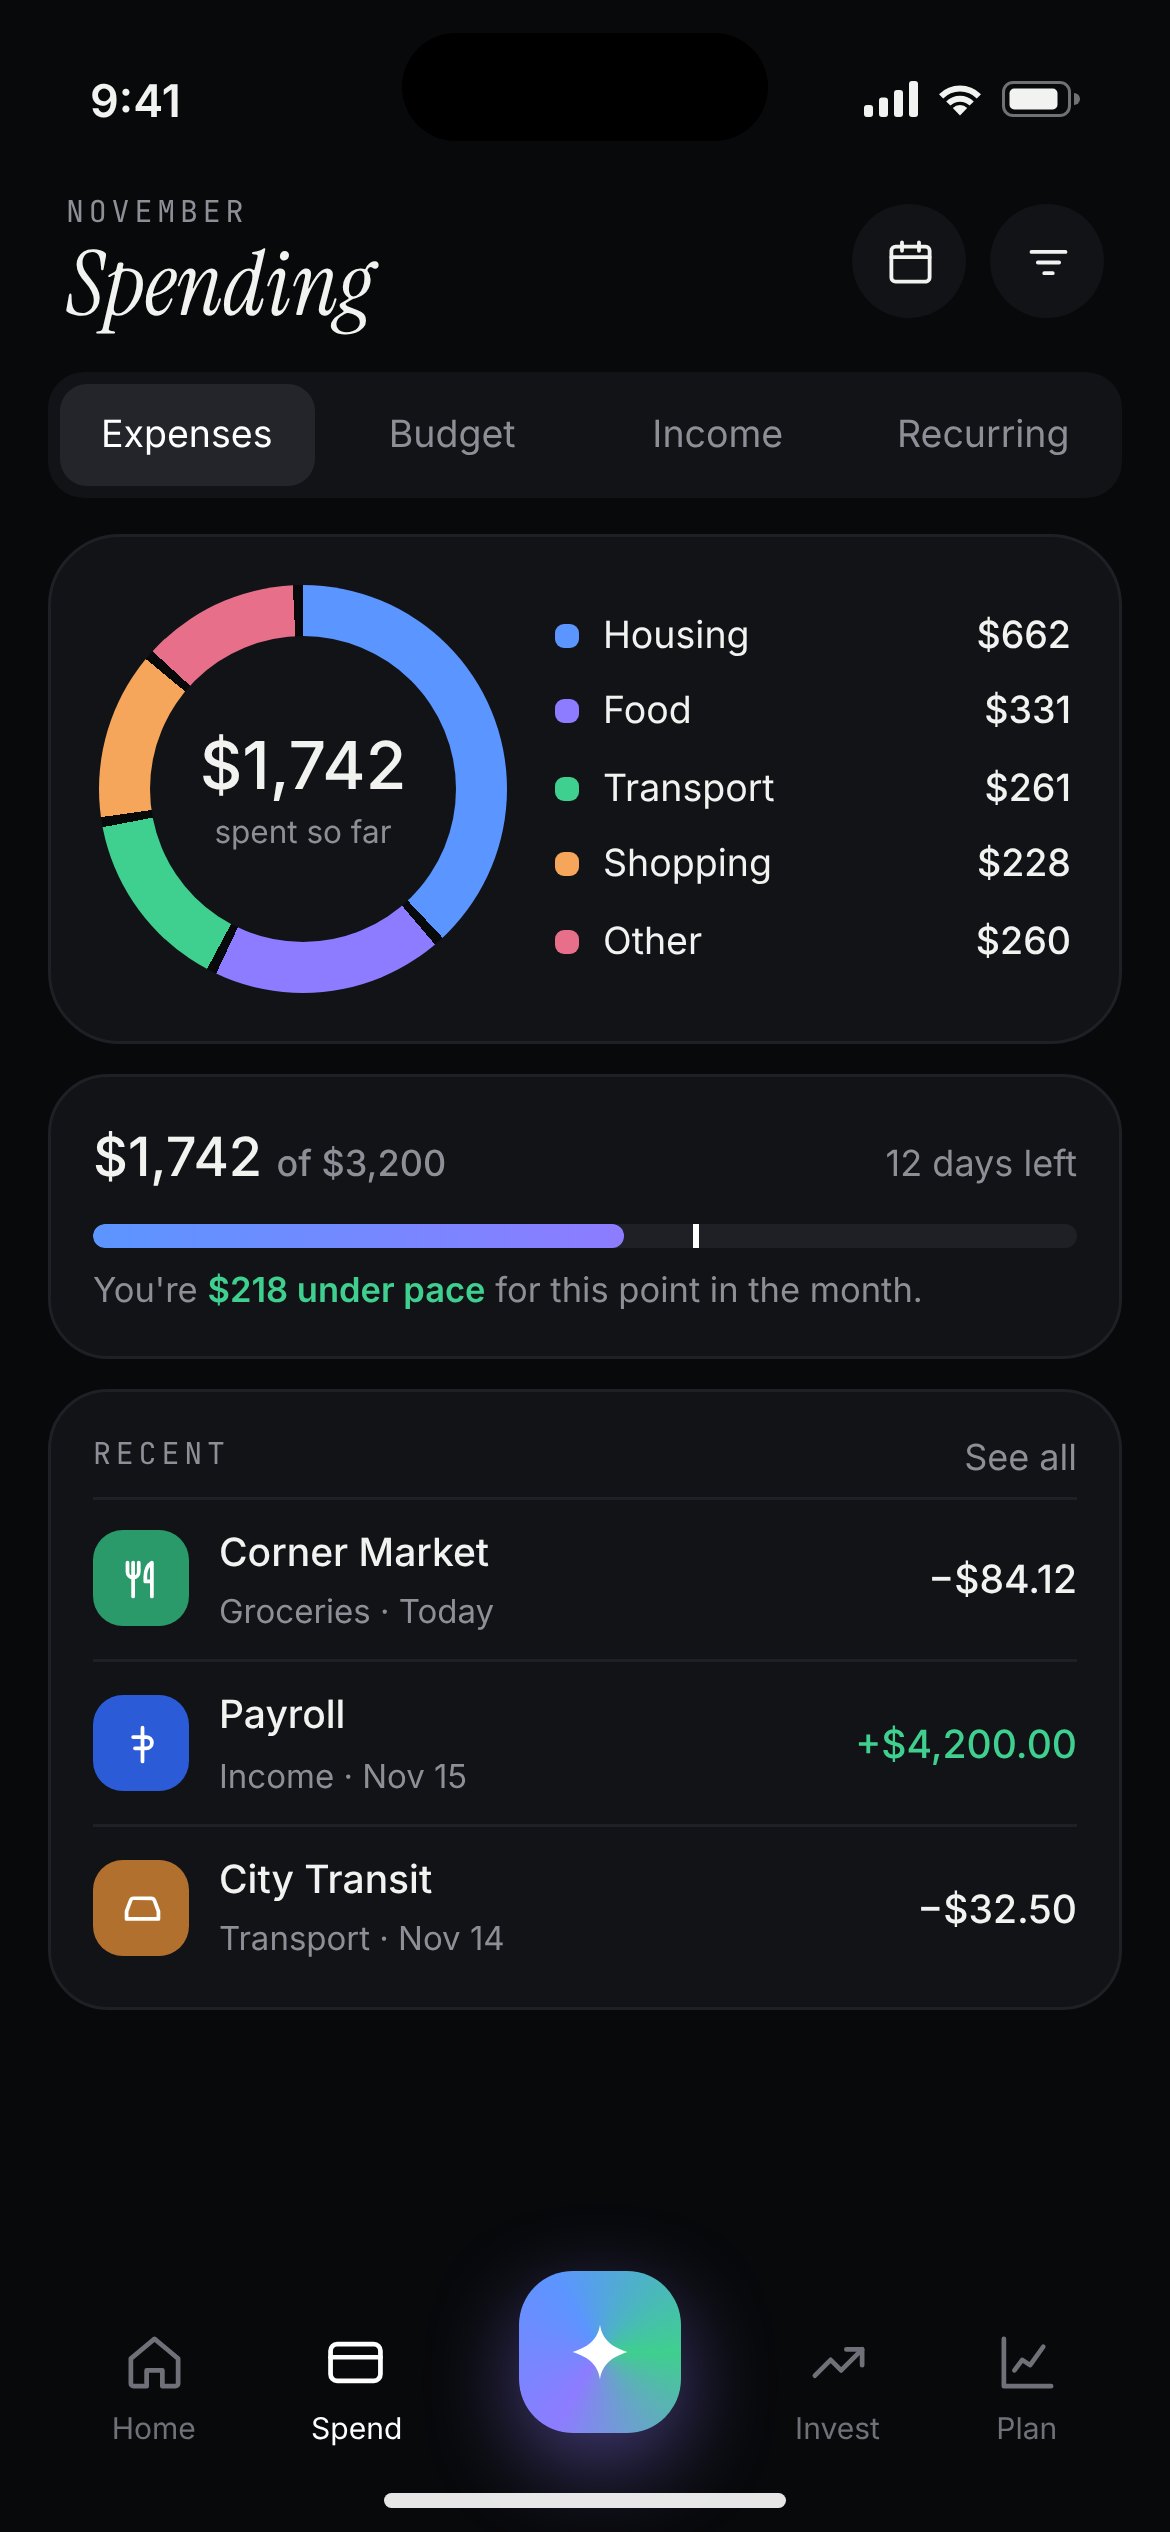 9:41
NOVEMBER
Spending
Expenses Budget Income Recurring
$1,742
spent so far
Housing $662
Food $331
Transport $261
Shopping $228
Other $260
$1,742 of $3,200 12 days left
You're $218 under pace for this point in the month.
RECENT See all
Corner Market
Groceries · Today
−$84.12
Payroll
Income · Nov 15
+$4,200.00
City Transit
Transport · Nov 14
−$32.50
Home Spend Invest Plan